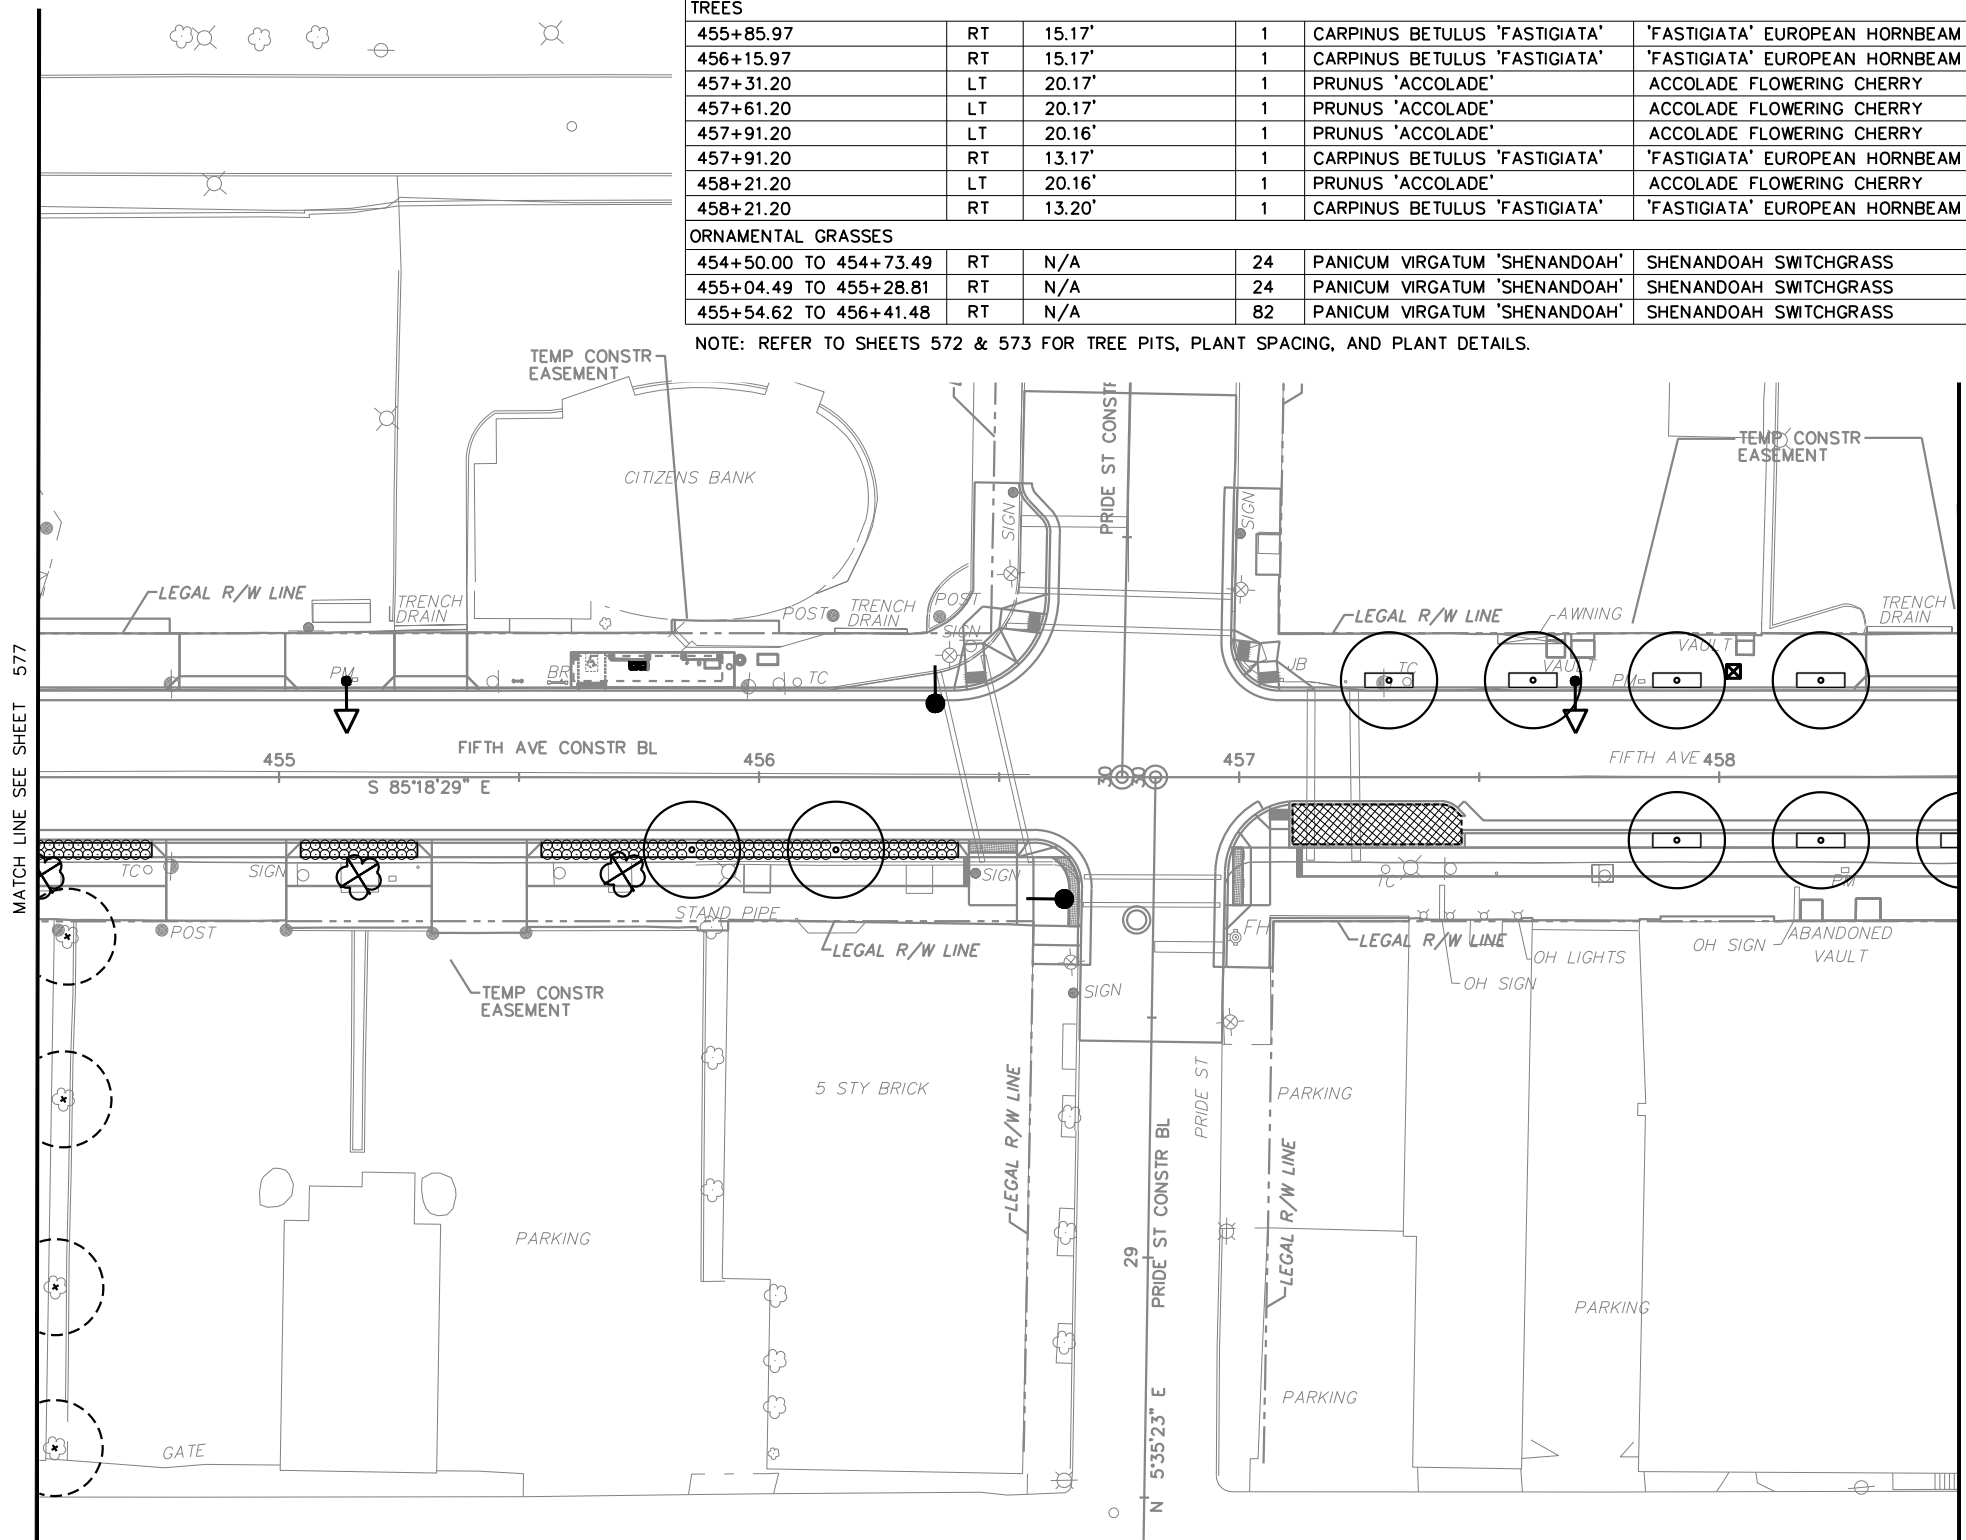 TREES
455+85.97 RT 15.17' 1 CARPINUS BETULUS 'FASTIGIATA' 'FASTIGIATA' EUROPEAN HORNBEAM
456+15.97 RT 15.17' 1 CARPINUS BETULUS 'FASTIGIATA' 'FASTIGIATA' EUROPEAN HORNBEAM
457+31.20 LT 20.17' 1 PRUNUS 'ACCOLADE' ACCOLADE FLOWERING CHERRY
457+61.20 LT 20.17' 1 PRUNUS 'ACCOLADE' ACCOLADE FLOWERING CHERRY
457+91.20 LT 20.16' 1 PRUNUS 'ACCOLADE' ACCOLADE FLOWERING CHERRY
457+91.20 RT 13.17' 1 CARPINUS BETULUS 'FASTIGIATA' 'FASTIGIATA' EUROPEAN HORNBEAM
458+21.20 LT 20.16' 1 PRUNUS 'ACCOLADE' ACCOLADE FLOWERING CHERRY
458+21.20 RT 13.20' 1 CARPINUS BETULUS 'FASTIGIATA' 'FASTIGIATA' EUROPEAN HORNBEAM
ORNAMENTAL GRASSES
454+50.00 TO 454+73.49 RT N/A 24 PANICUM VIRGATUM 'SHENANDOAH' SHENANDOAH SWITCHGRASS
455+04.49 TO 455+28.81 RT N/A 24 PANICUM VIRGATUM 'SHENANDOAH' SHENANDOAH SWITCHGRASS
455+54.62 TO 456+41.48 RT N/A 82 PANICUM VIRGATUM 'SHENANDOAH' SHENANDOAH SWITCHGRASS
NOTE: REFER TO SHEETS 572 & 573 FOR TREE PITS, PLANT SPACING, AND PLANT DETAILS.
TEMP CONSTR
EASEMENT
PRIDE ST CONSTR
TEMP CONSTR
EASEMENT
CITIZENS BANK
SIGN
SIGN
LEGAL R/W LINE
TRENCH
DRAIN
POST
TRENCH
DRAIN
POST
SIGN
LEGAL R/W LINE
AWNING
TRENCH
DRAIN
PM
BR
TC
JB
TC
VAULT
PM
VAULT
MATCH LINE SEE SHEET 577
FIFTH AVE CONSTR BL
455
456
457
FIFTH AVE
458
S 85°18'29" E
30
30
TC
SIGN
SIGN
TC
PM
POST
STAND PIPE
LEGAL R/W LINE
FH
LEGAL R/W LINE
OH LIGHTS
OH SIGN
OH SIGN
ABANDONED
VAULT
TEMP CONSTR
EASEMENT
SIGN
5 STY BRICK
LEGAL R/W LINE
PRIDE ST
PARKING
PRIDE ST CONSTR BL
29
LEGAL R/W LINE
PARKING
PARKING
PARKING
GATE
N 5°35'23" E